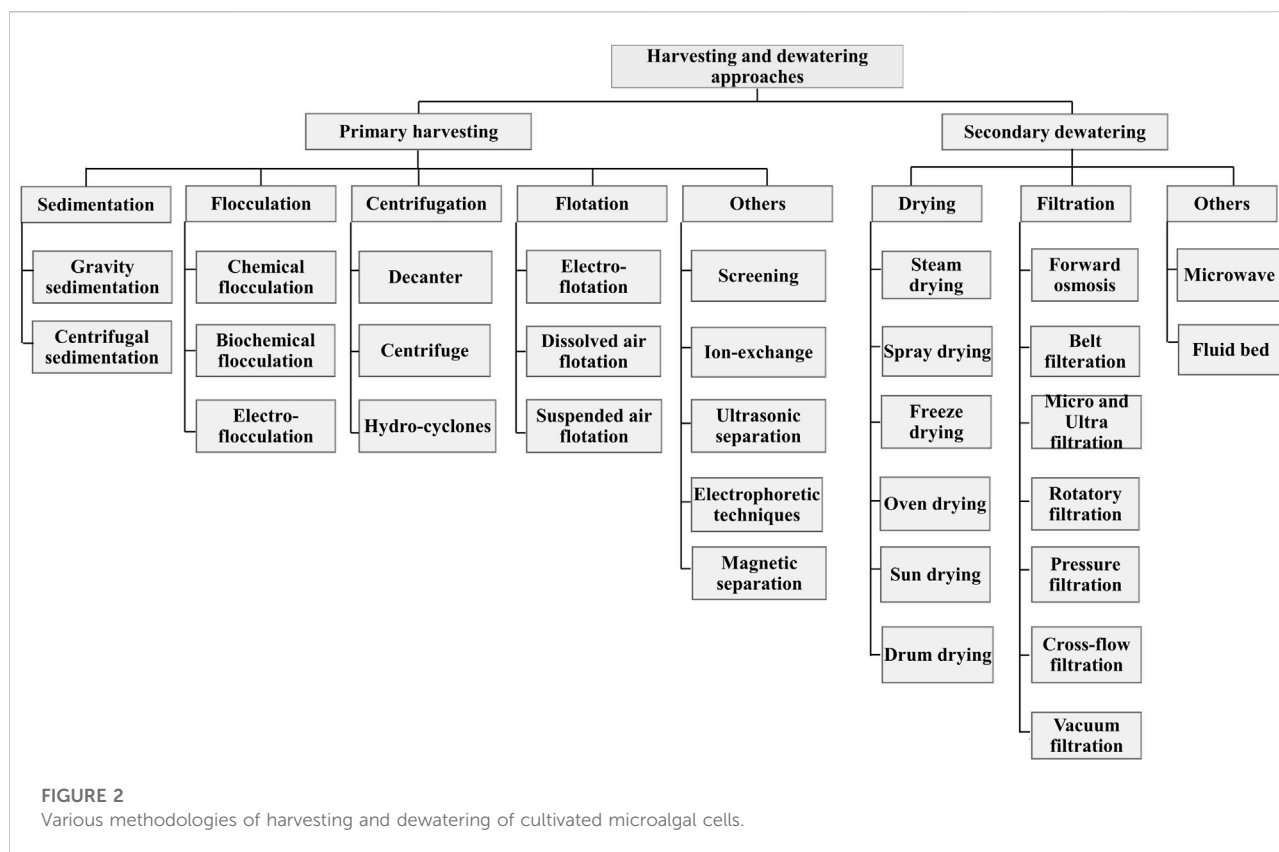 Harvesting and dewatering
approaches
Primary harvesting
Secondary dewatering
Sedimentation
Flocculation
Centrifugation
Flotation
Others
Drying
Filtration
Others
Gravity
sedimentation
Centrifugal
sedimentation
Chemical
flocculation
Biochemical
flocculation
Electro-
flocculation
Decanter
Centrifuge
Hydro-cyclones
Electro-
flotation
Dissolved air
flotation
Suspended air
flotation
Screening
Ion-exchange
Ultrasonic
separation
Electrophoretic
techniques
Magnetic
separation
Steam
drying
Spray drying
Freeze
drying
Oven drying
Sun drying
Drum drying
Forward
osmosis
Belt
filteration
Micro and
Ultra
filtration
Rotatory
filtration
Pressure
filtration
Cross-flow
filtration
Vacuum
filtration
Microwave
Fluid bed
FIGURE 2
Various methodologies of harvesting and dewatering of cultivated microalgal cells.